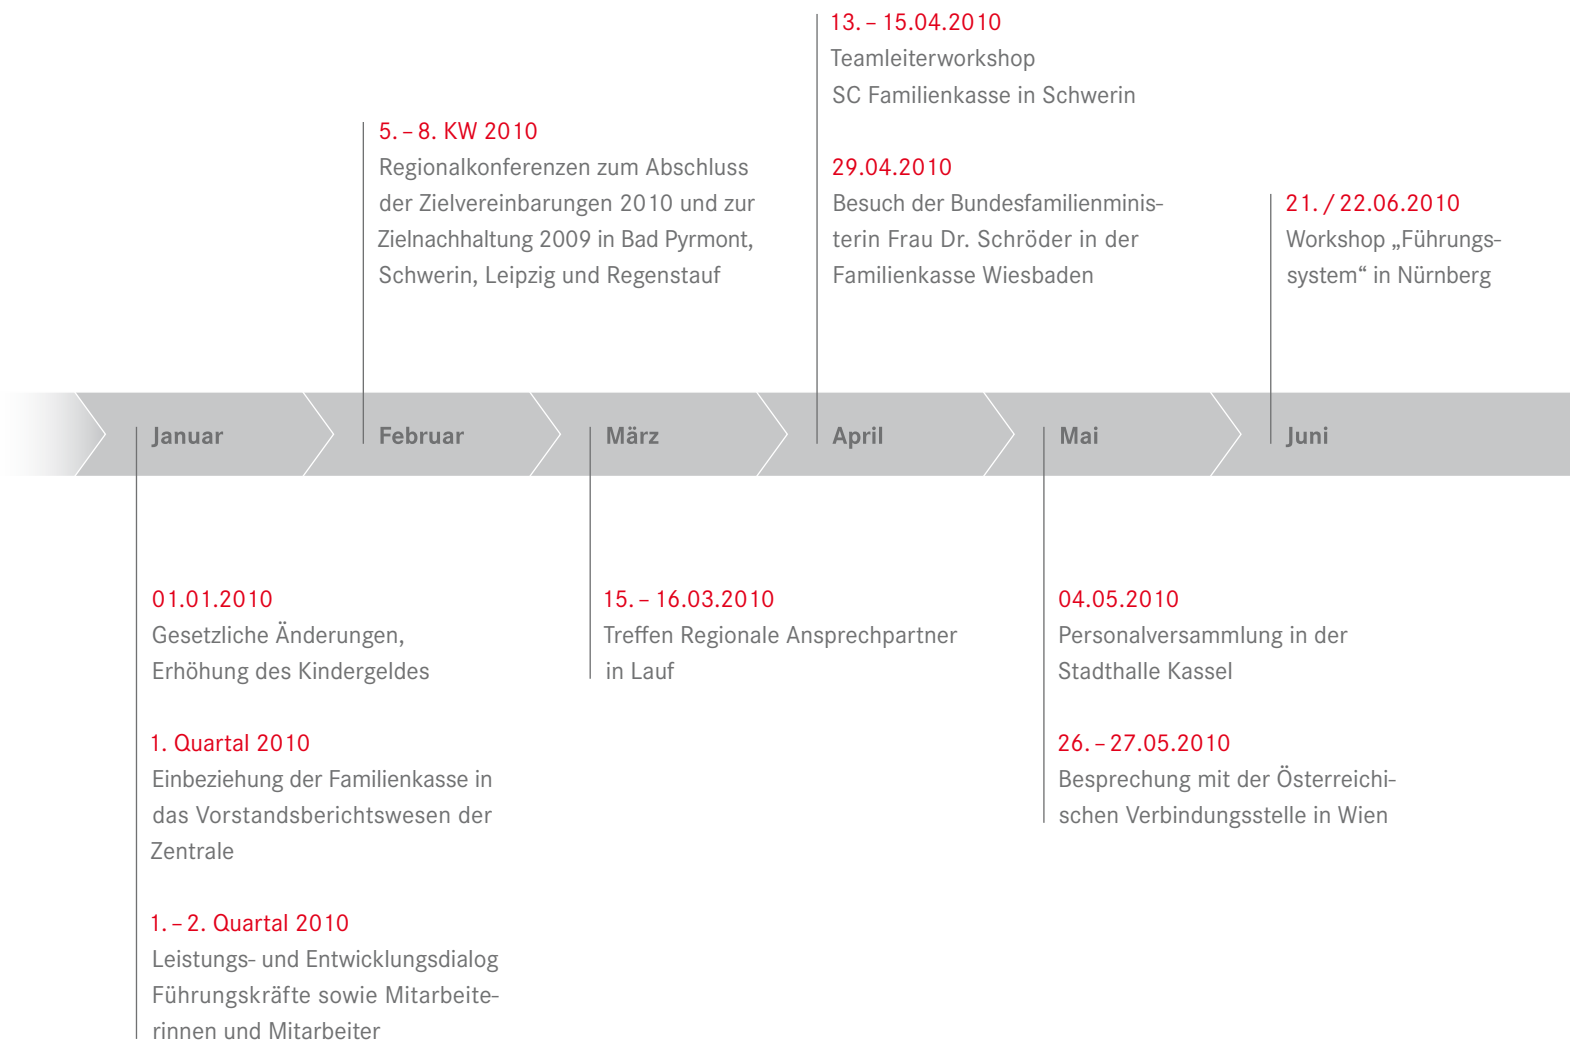 13. – 15.04.2010
Teamleiterworkshop
SC Familienkasse in Schwerin
5. – 8. KW 2010
Regionalkonferenzen zum Abschluss
der Zielvereinbarungen 2010 und zur
Zielnachhaltung 2009 in Bad Pyrmont,
Schwerin, Leipzig und Regenstauf
29.04.2010
Besuch der Bundesfamilienminis-
terin Frau Dr. Schröder in der
Familienkasse Wiesbaden
21. / 22.06.2010
Workshop „Führungs-
system“ in Nürnberg
Januar
Februar
März
April
Mai
Juni
01.01.2010
Gesetzliche Änderungen,
Erhöhung des Kindergeldes
1. Quartal 2010
Einbeziehung der Familienkasse in
das Vorstandsberichtswesen der
Zentrale
1. – 2. Quartal 2010
Leistungs- und Entwicklungsdialog
Führungskräfte sowie Mitarbeite-
rinnen und Mitarbeiter
15. – 16.03.2010
Treffen Regionale Ansprechpartner
in Lauf
04.05.2010
Personalversammlung in der
Stadthalle Kassel
26. – 27.05.2010
Besprechung mit der Österreichi-
schen Verbindungsstelle in Wien